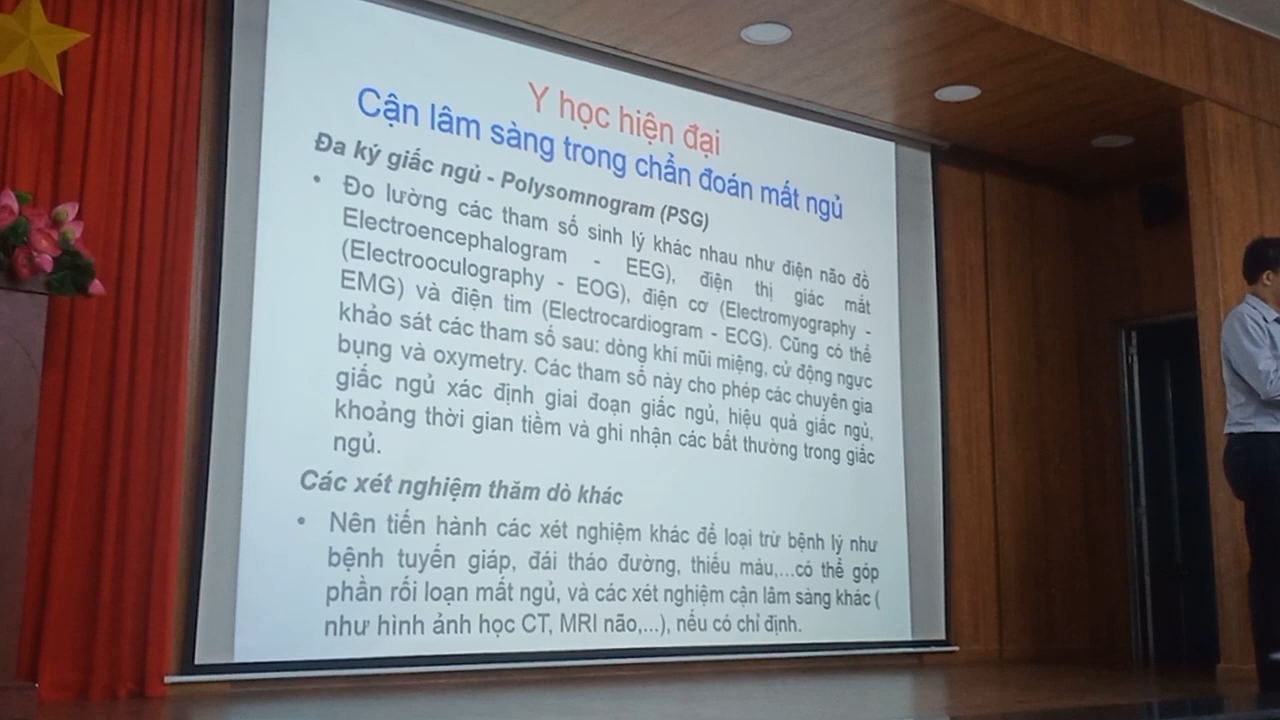 Y học hiện đại
Cận lâm sàng trong chẩn đoán mất ngủ
Đa ký giấc ngủ - Polysomnogram (PSG)
• Đo lường các tham số sinh lý khác nhau như điện não đồ
Electroencephalogram - EEG), điện thị giác mắt
(Electrooculography - EOG), điện cơ (Electromyography -
EMG) và điện tim (Electrocardiogram - ECG). Cũng có thể
khảo sát các tham số sau: dòng khí mũi miệng, cử động ngực
bụng và oxymetry. Các tham số này cho phép các chuyên gia
giấc ngủ xác định giai đoạn giấc ngủ, hiệu quả giấc ngủ,
khoảng thời gian tiềm và ghi nhận các bất thường trong giấc
ngủ.
Các xét nghiệm thăm dò khác
• Nên tiến hành các xét nghiệm khác để loại trừ bệnh lý như
bệnh tuyến giáp, đái tháo đường, thiếu máu,...có thể góp
phần rối loạn mất ngủ, và các xét nghiệm cận lâm sàng khác (
như hình ảnh học CT, MRI não,...), nếu có chỉ định.